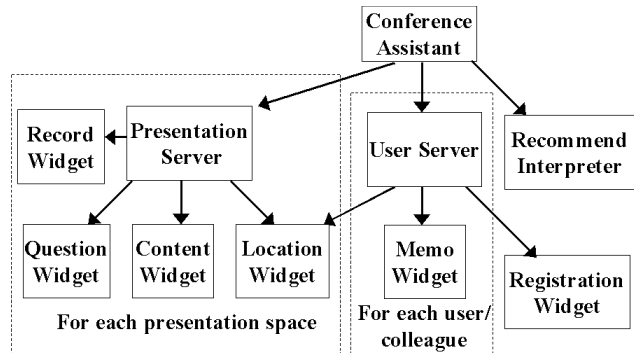 Conference
Assistant
Record
Widget
Presentation
Server
User Server
Recommend
Interpreter
Question
Widget
Content
Widget
Location
Widget
Memo
Widget
Registration
Widget
For each presentation space
For each user/
colleague